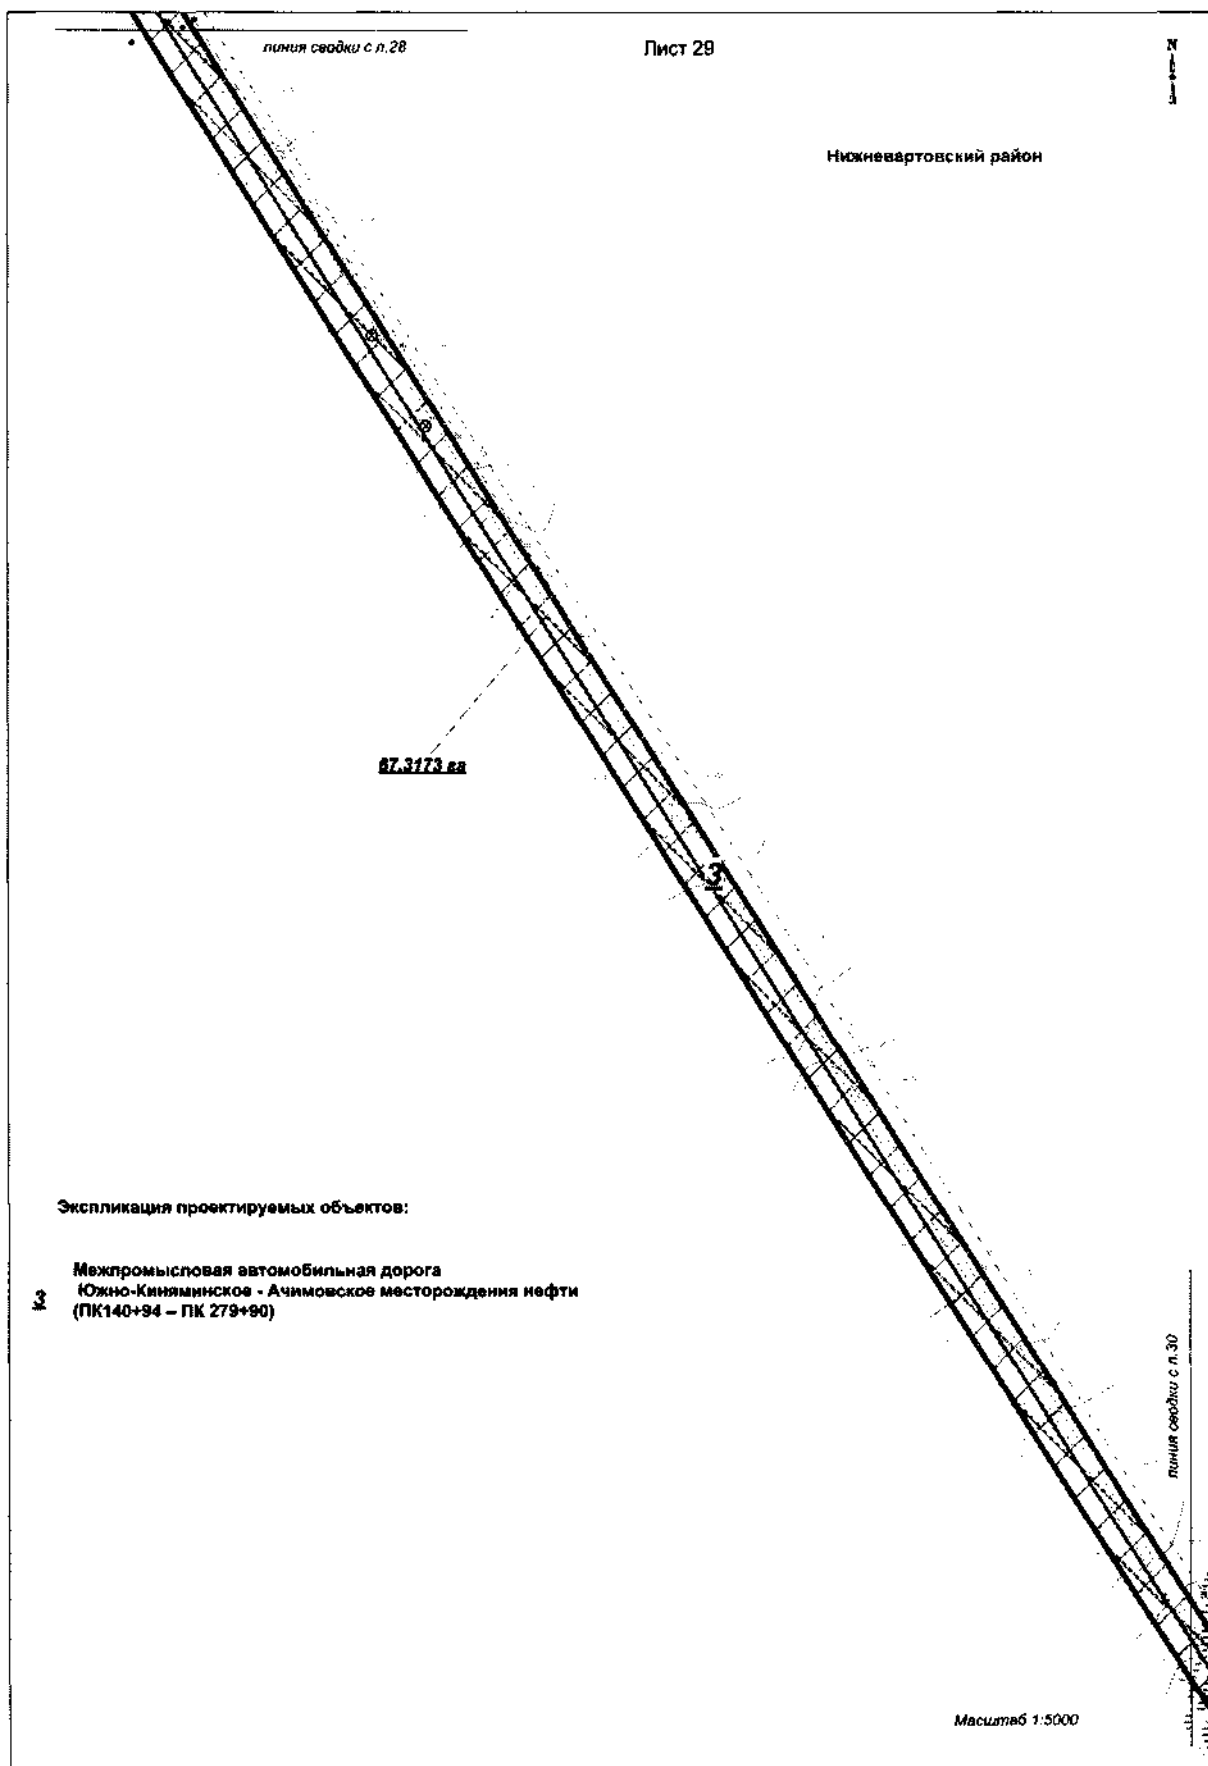 линия сводки с л.28
Лист 29
N
Нижневартовский район
67.3173 га
3
Экспликация проектируемых объектов:
3
Межпромысловая автомобильная дорога
Южно-Киняминское - Ачимовское месторождения нефти
(ПК140+94 – ПК 279+90)
линия сводки с л.30
Масштаб 1:5000